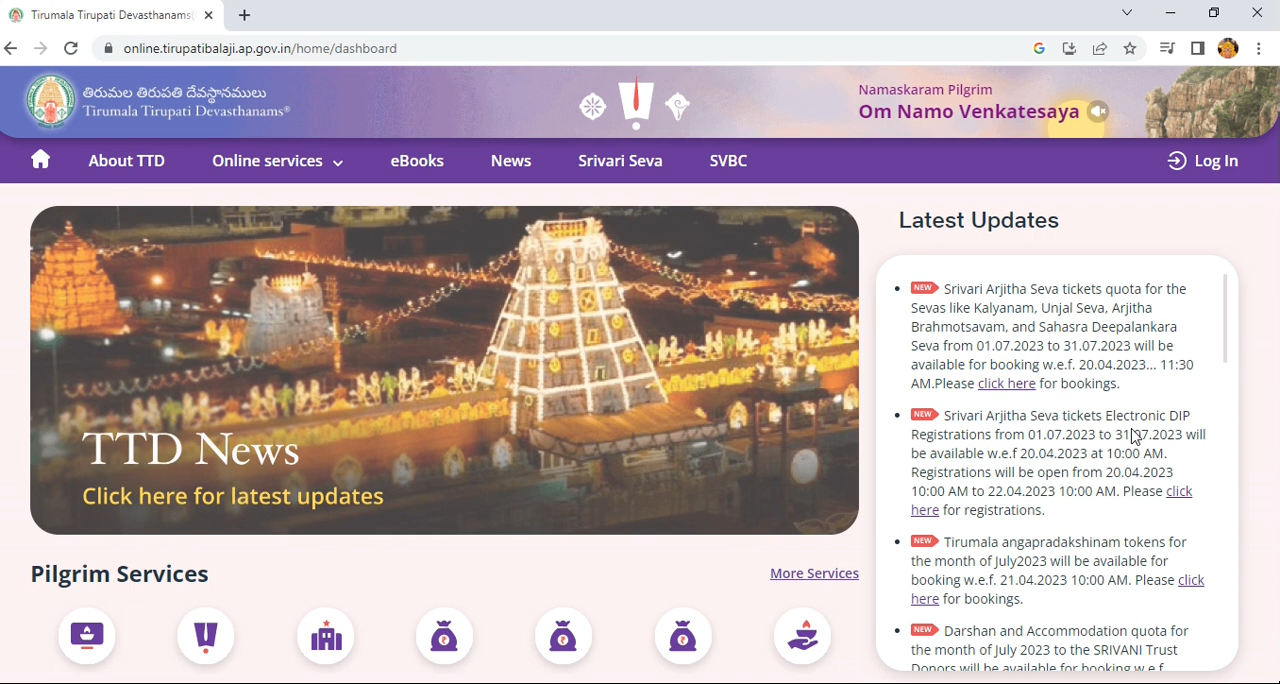 Tirumala Tirupati Devasthanams(
online.tirupatibalaji.ap.gov.in/home/dashboard
తిరుమల తిరుపతి దేవస్థానములు
Tirumala Tirupati Devasthanams®
Namaskaram Pilgrim
Om Namo Venkatesaya
About TTD
Online services
eBooks
News
Srivari Seva
SVBC
Log In
TTD News
Click here for latest updates
Latest Updates
NEW Srivari Arjitha Seva tickets quota for the
Sevas like Kalyanam, Unjal Seva, Arjitha
Brahmotsavam, and Sahasra Deepalankara
Seva from 01.07.2023 to 31.07.2023 will be
available for booking w.e.f. 20.04.2023... 11:30
AM.Please click here for bookings.
NEW Srivari Arjitha Seva tickets Electronic DIP
Registrations from 01.07.2023 to 31.07.2023 will
be available w.e.f 20.04.2023 at 10:00 AM.
Registrations will be open from 20.04.2023
10:00 AM to 22.04.2023 10:00 AM. Please click
here for registrations.
NEW Tirumala angapradakshinam tokens for
the month of July2023 will be available for
booking w.e.f. 21.04.2023 10:00 AM. Please click
here for bookings.
NEW Darshan and Accommodation quota for
the month of July 2023 to the SRIVANI Trust
Donors will be available for booking w.e.f.
Pilgrim Services
More Services